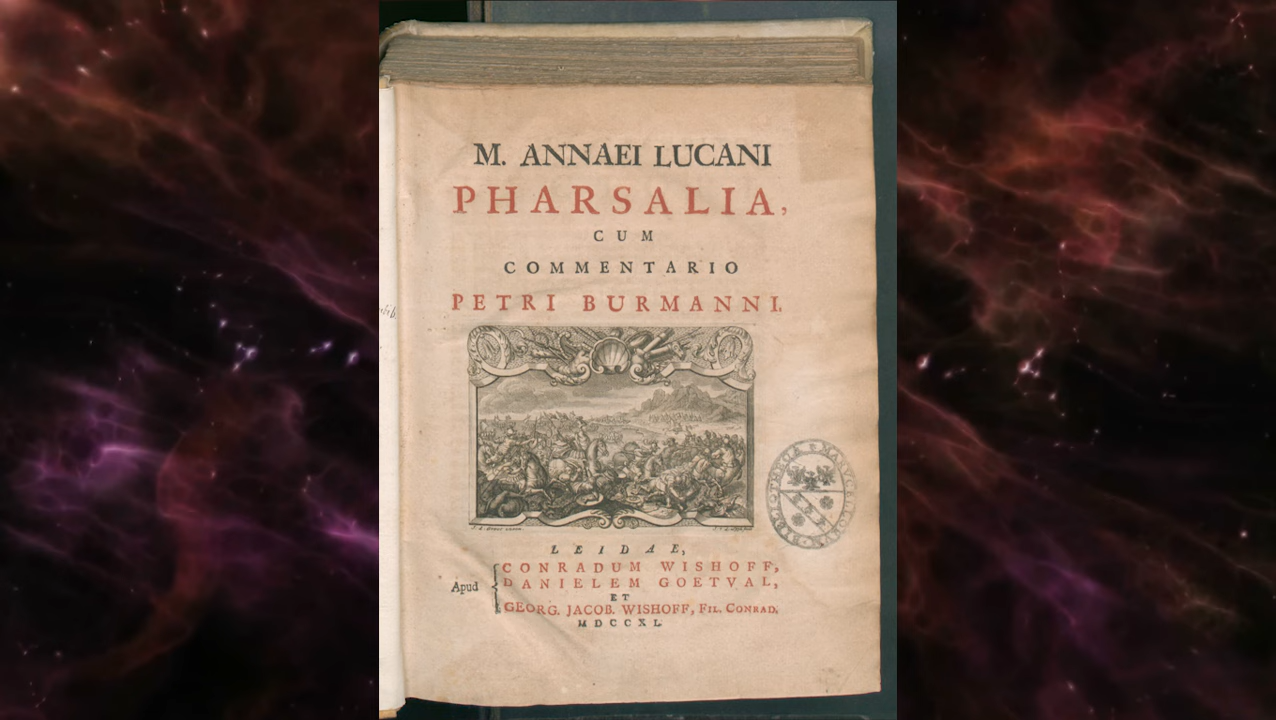 M. ANNAEI LUCANI
PHARSALIA,
CUM
COMMENTARIO
PETRI BURMANNI.
LEIDAE,
Apud
CONRADUM WISHOFF,
DANIELEM GOETVAL,
ET
GEORG. JACOB. WISHOFF, FIL. CONRAD.
MDCCXL.